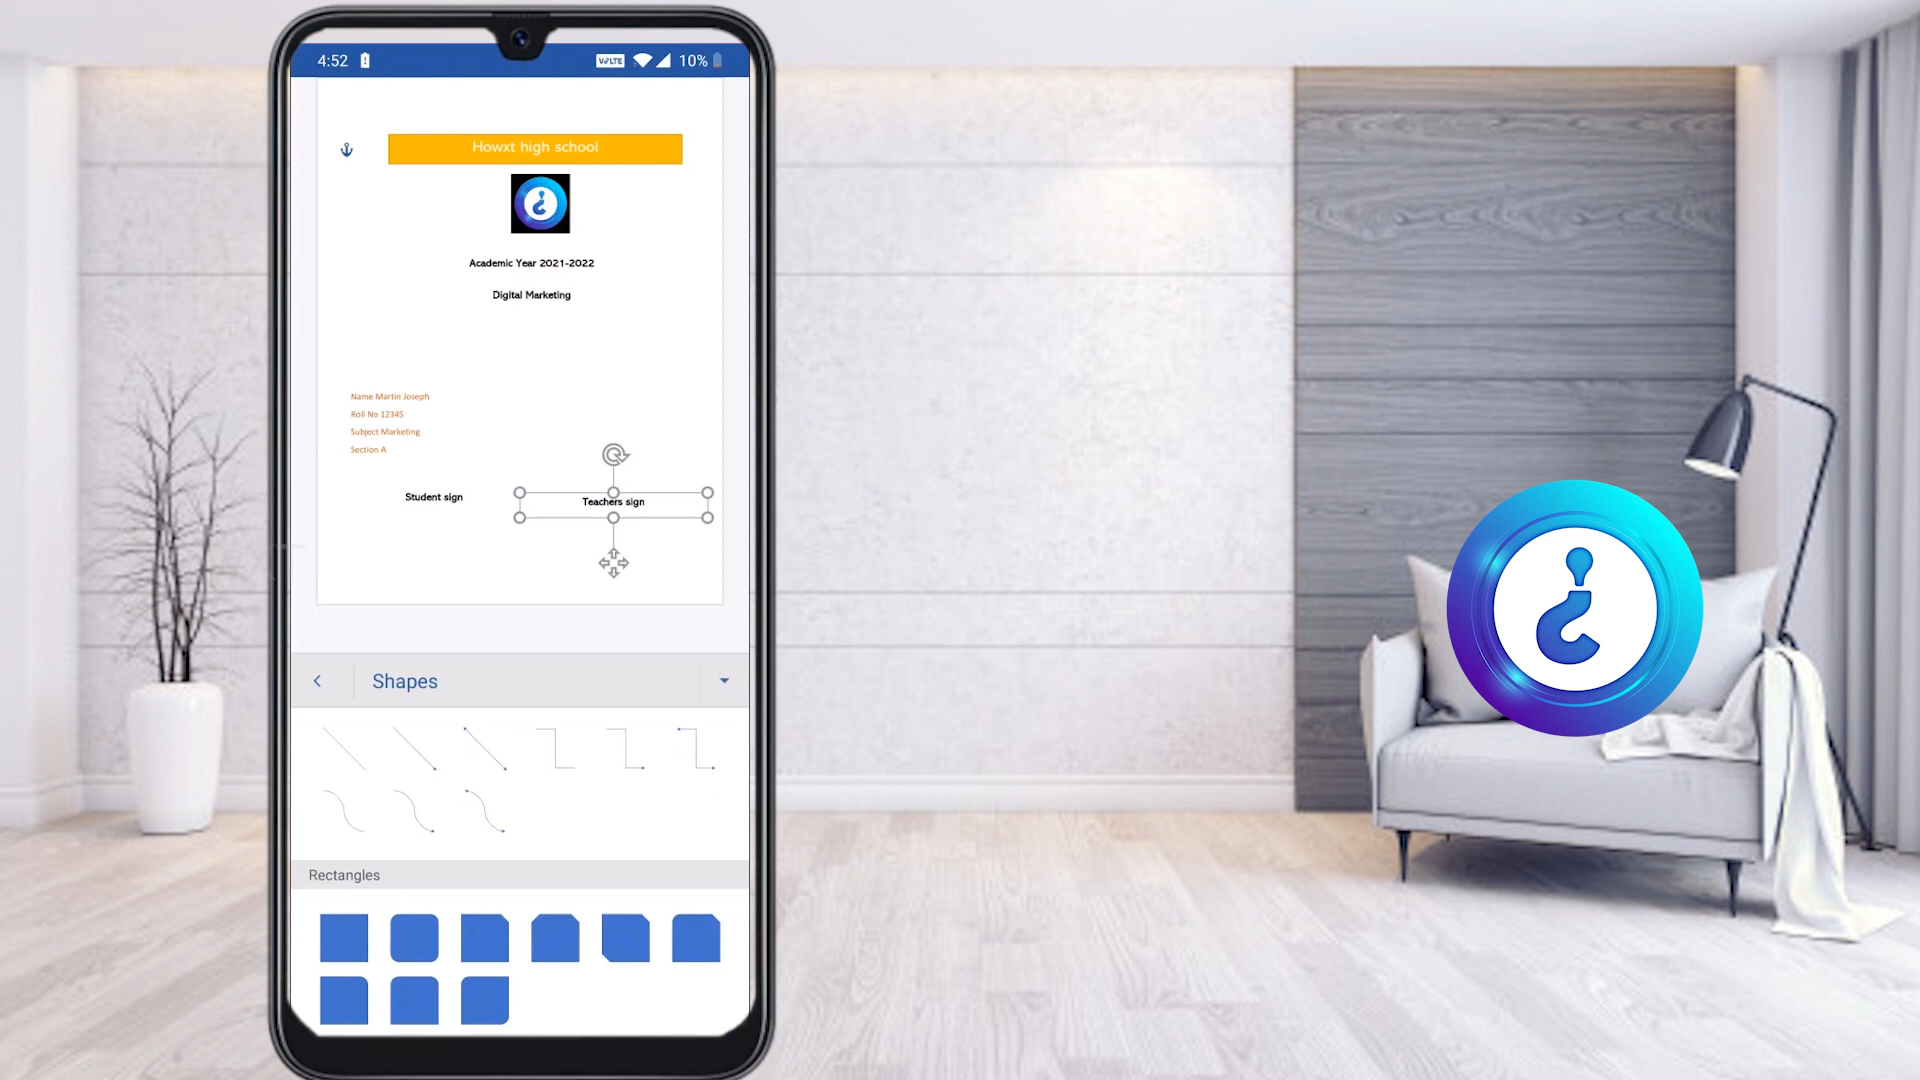 4:52
VoLTE
10%
Howxt high school
Academic Year 2021-2022
Digital Marketing
Name Martin Joseph
Roll No 12345
Subject Marketing
Section A
Student sign
Teachers sign
Shapes
Rectangles